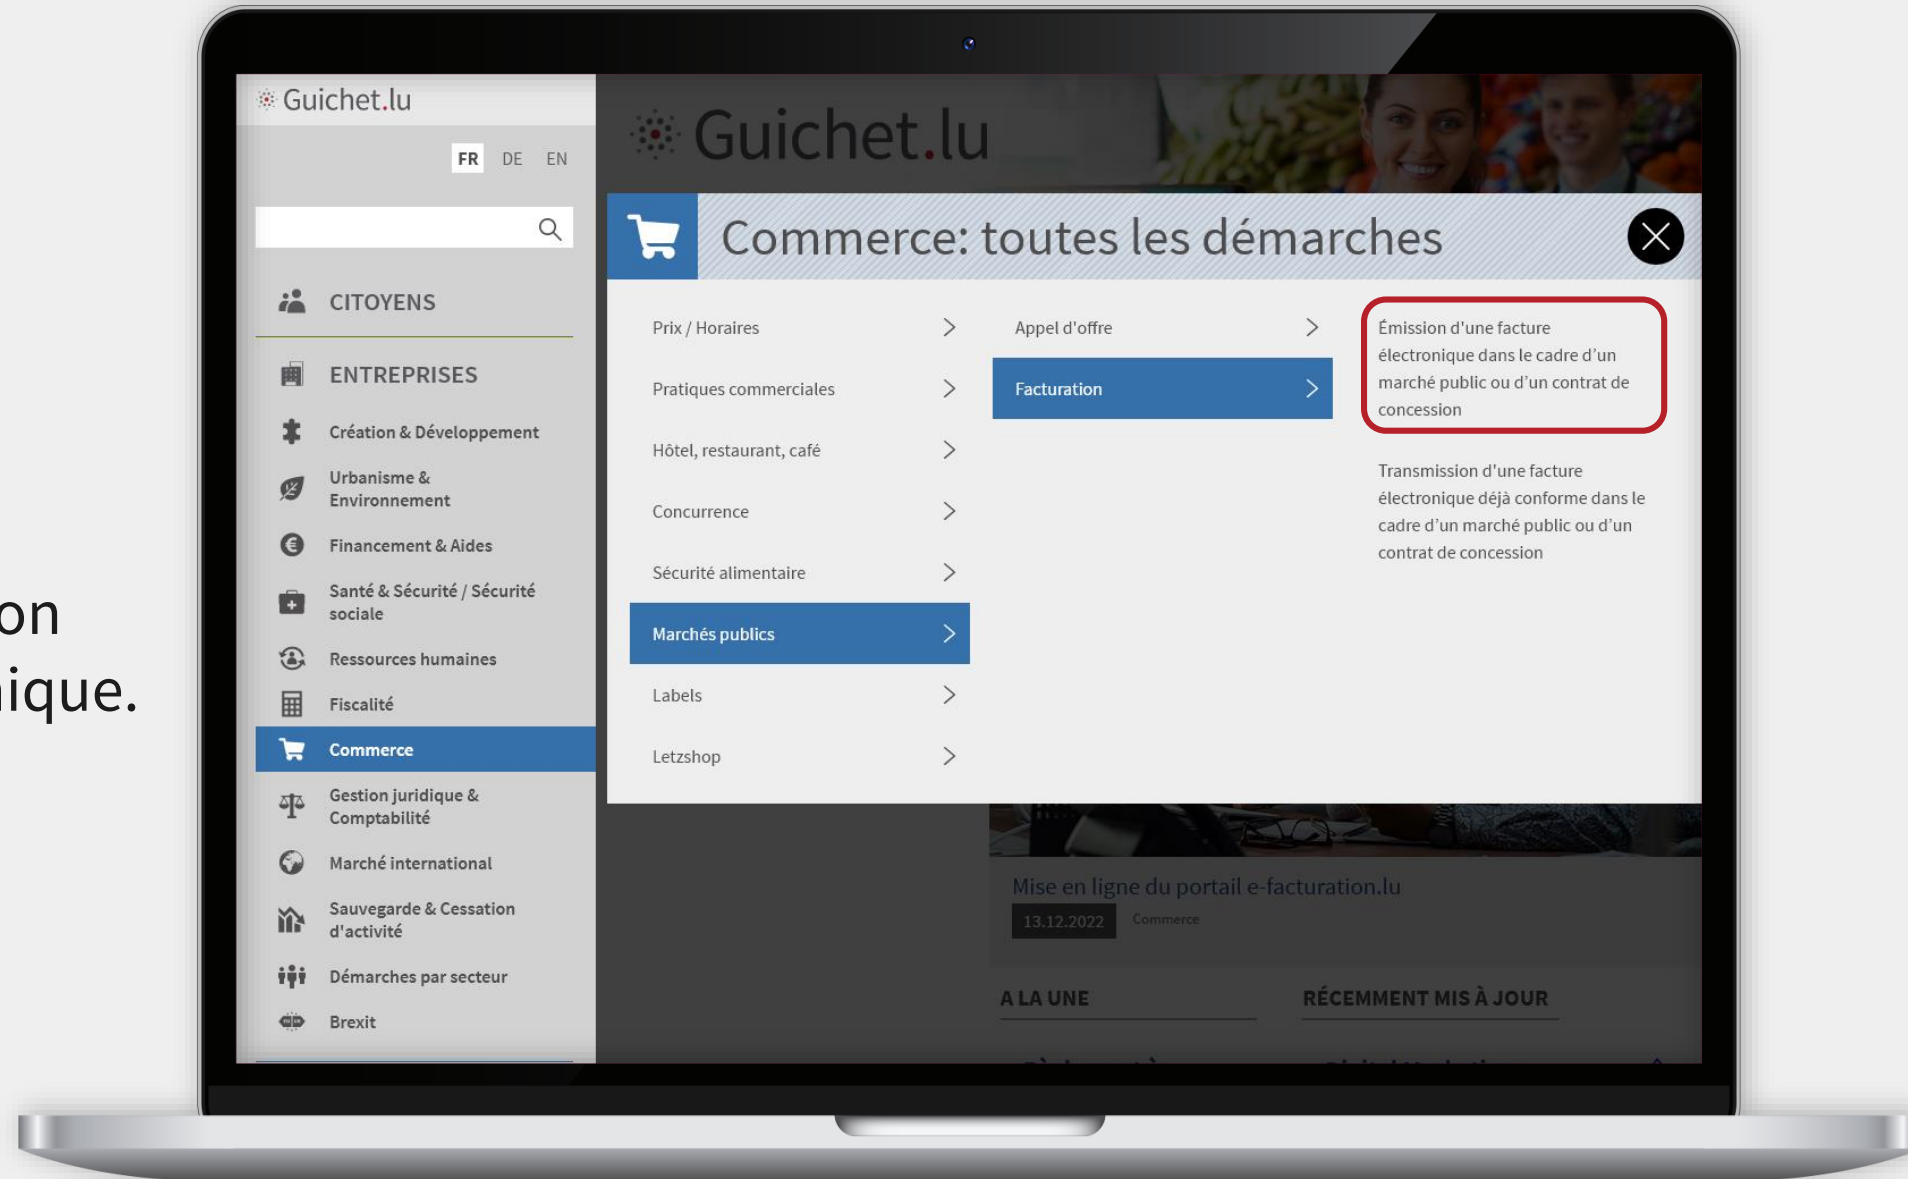 on
nique.
Guichet.lu
FR DE EN
CITOYENS
ENTREPRISES
Création & Développement
Urbanisme &
Environnement
Financement & Aides
Santé & Sécurité / Sécurité
sociale
Ressources humaines
Fiscalité
Commerce
Gestion juridique &
Comptabilité
Marché international
Sauvegarde & Cessation
d'activité
Démarches par secteur
Brexit
Guichet.lu
Commerce: toutes les démarches
Prix / Horaires
Pratiques commerciales
Hôtel, restaurant, café
Concurrence
Sécurité alimentaire
Marchés publics
Labels
Letzshop
Appel d'offre
Facturation
Émission d'une facture
électronique dans le cadre d’un
marché public ou d’un contrat de
concession
Transmission d'une facture
électronique déjà conforme dans le
cadre d’un marché public ou d’un
contrat de concession
Mise en ligne du portail e-facturation.lu
13.12.2022 Commerce
A LA UNE
RÉCEMMENT MIS À JOUR